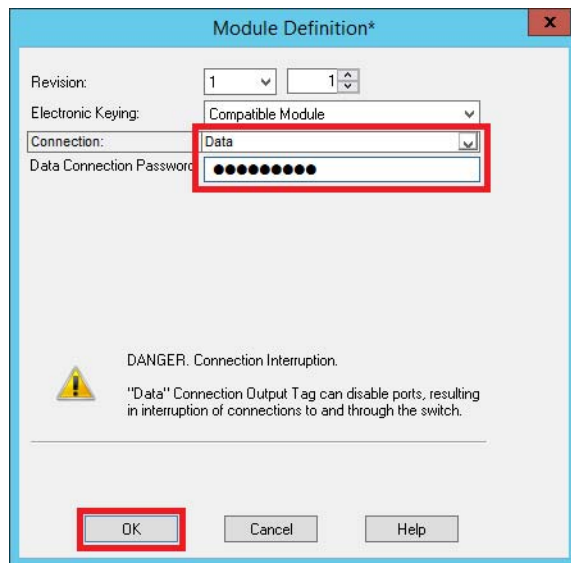 Module Definition*
x
Revision:
1
1
Electronic Keying:
Compatible Module
Connection:
Data
Data Connection Password
●●●●●●●●●
DANGER. Connection Interruption.
"Data" Connection Output Tag can disable ports, resulting
in interruption of connections to and through the switch.
OK
Cancel
Help